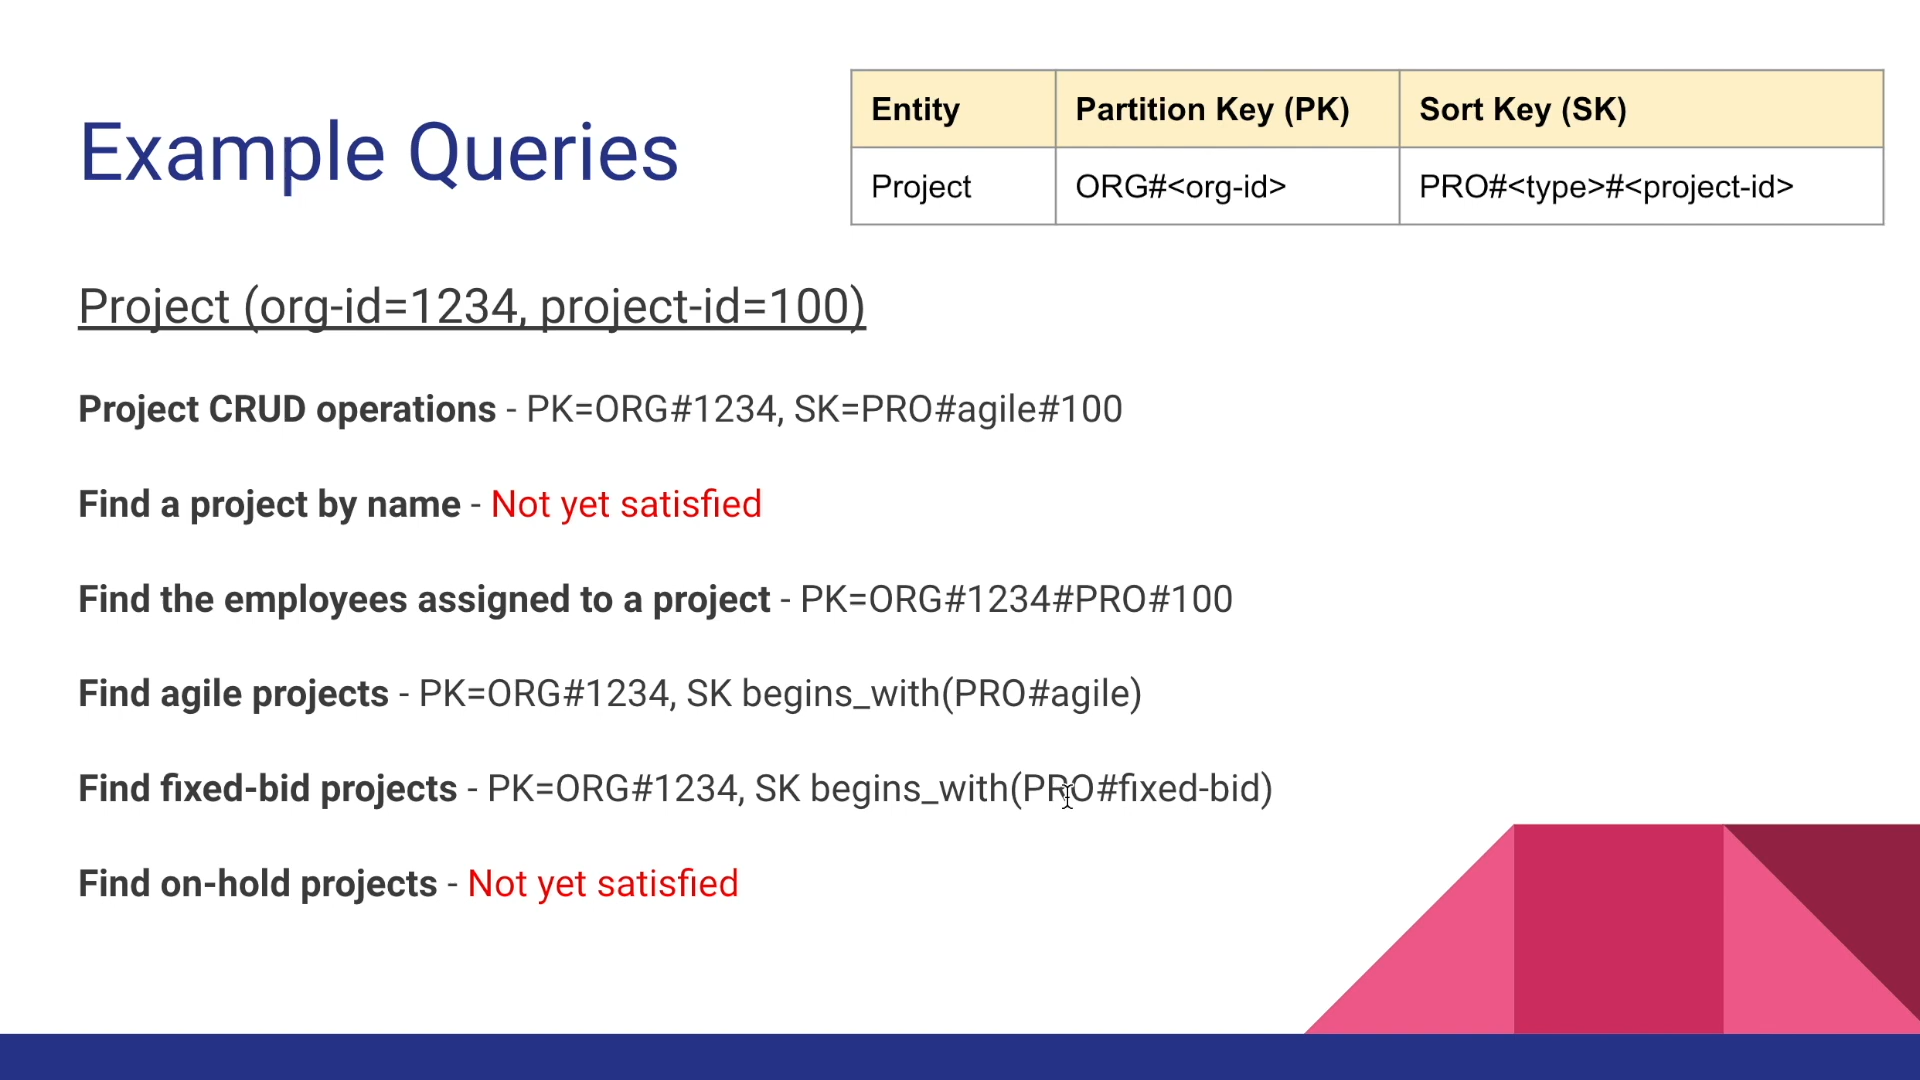 Example Queries
Entity Partition Key (PK) Sort Key (SK)
Project ORG#<org-id> PRO#<type>#<project-id>
Project (org-id=1234, project-id=100)
Project CRUD operations - PK=ORG#1234, SK=PRO#agile#100
Find a project by name - Not yet satisfied
Find the employees assigned to a project - PK=ORG#1234#PRO#100
Find agile projects - PK=ORG#1234, SK begins_with(PRO#agile)
Find fixed-bid projects - PK=ORG#1234, SK begins_with(PRO#fixed-bid)
Find on-hold projects - Not yet satisfied